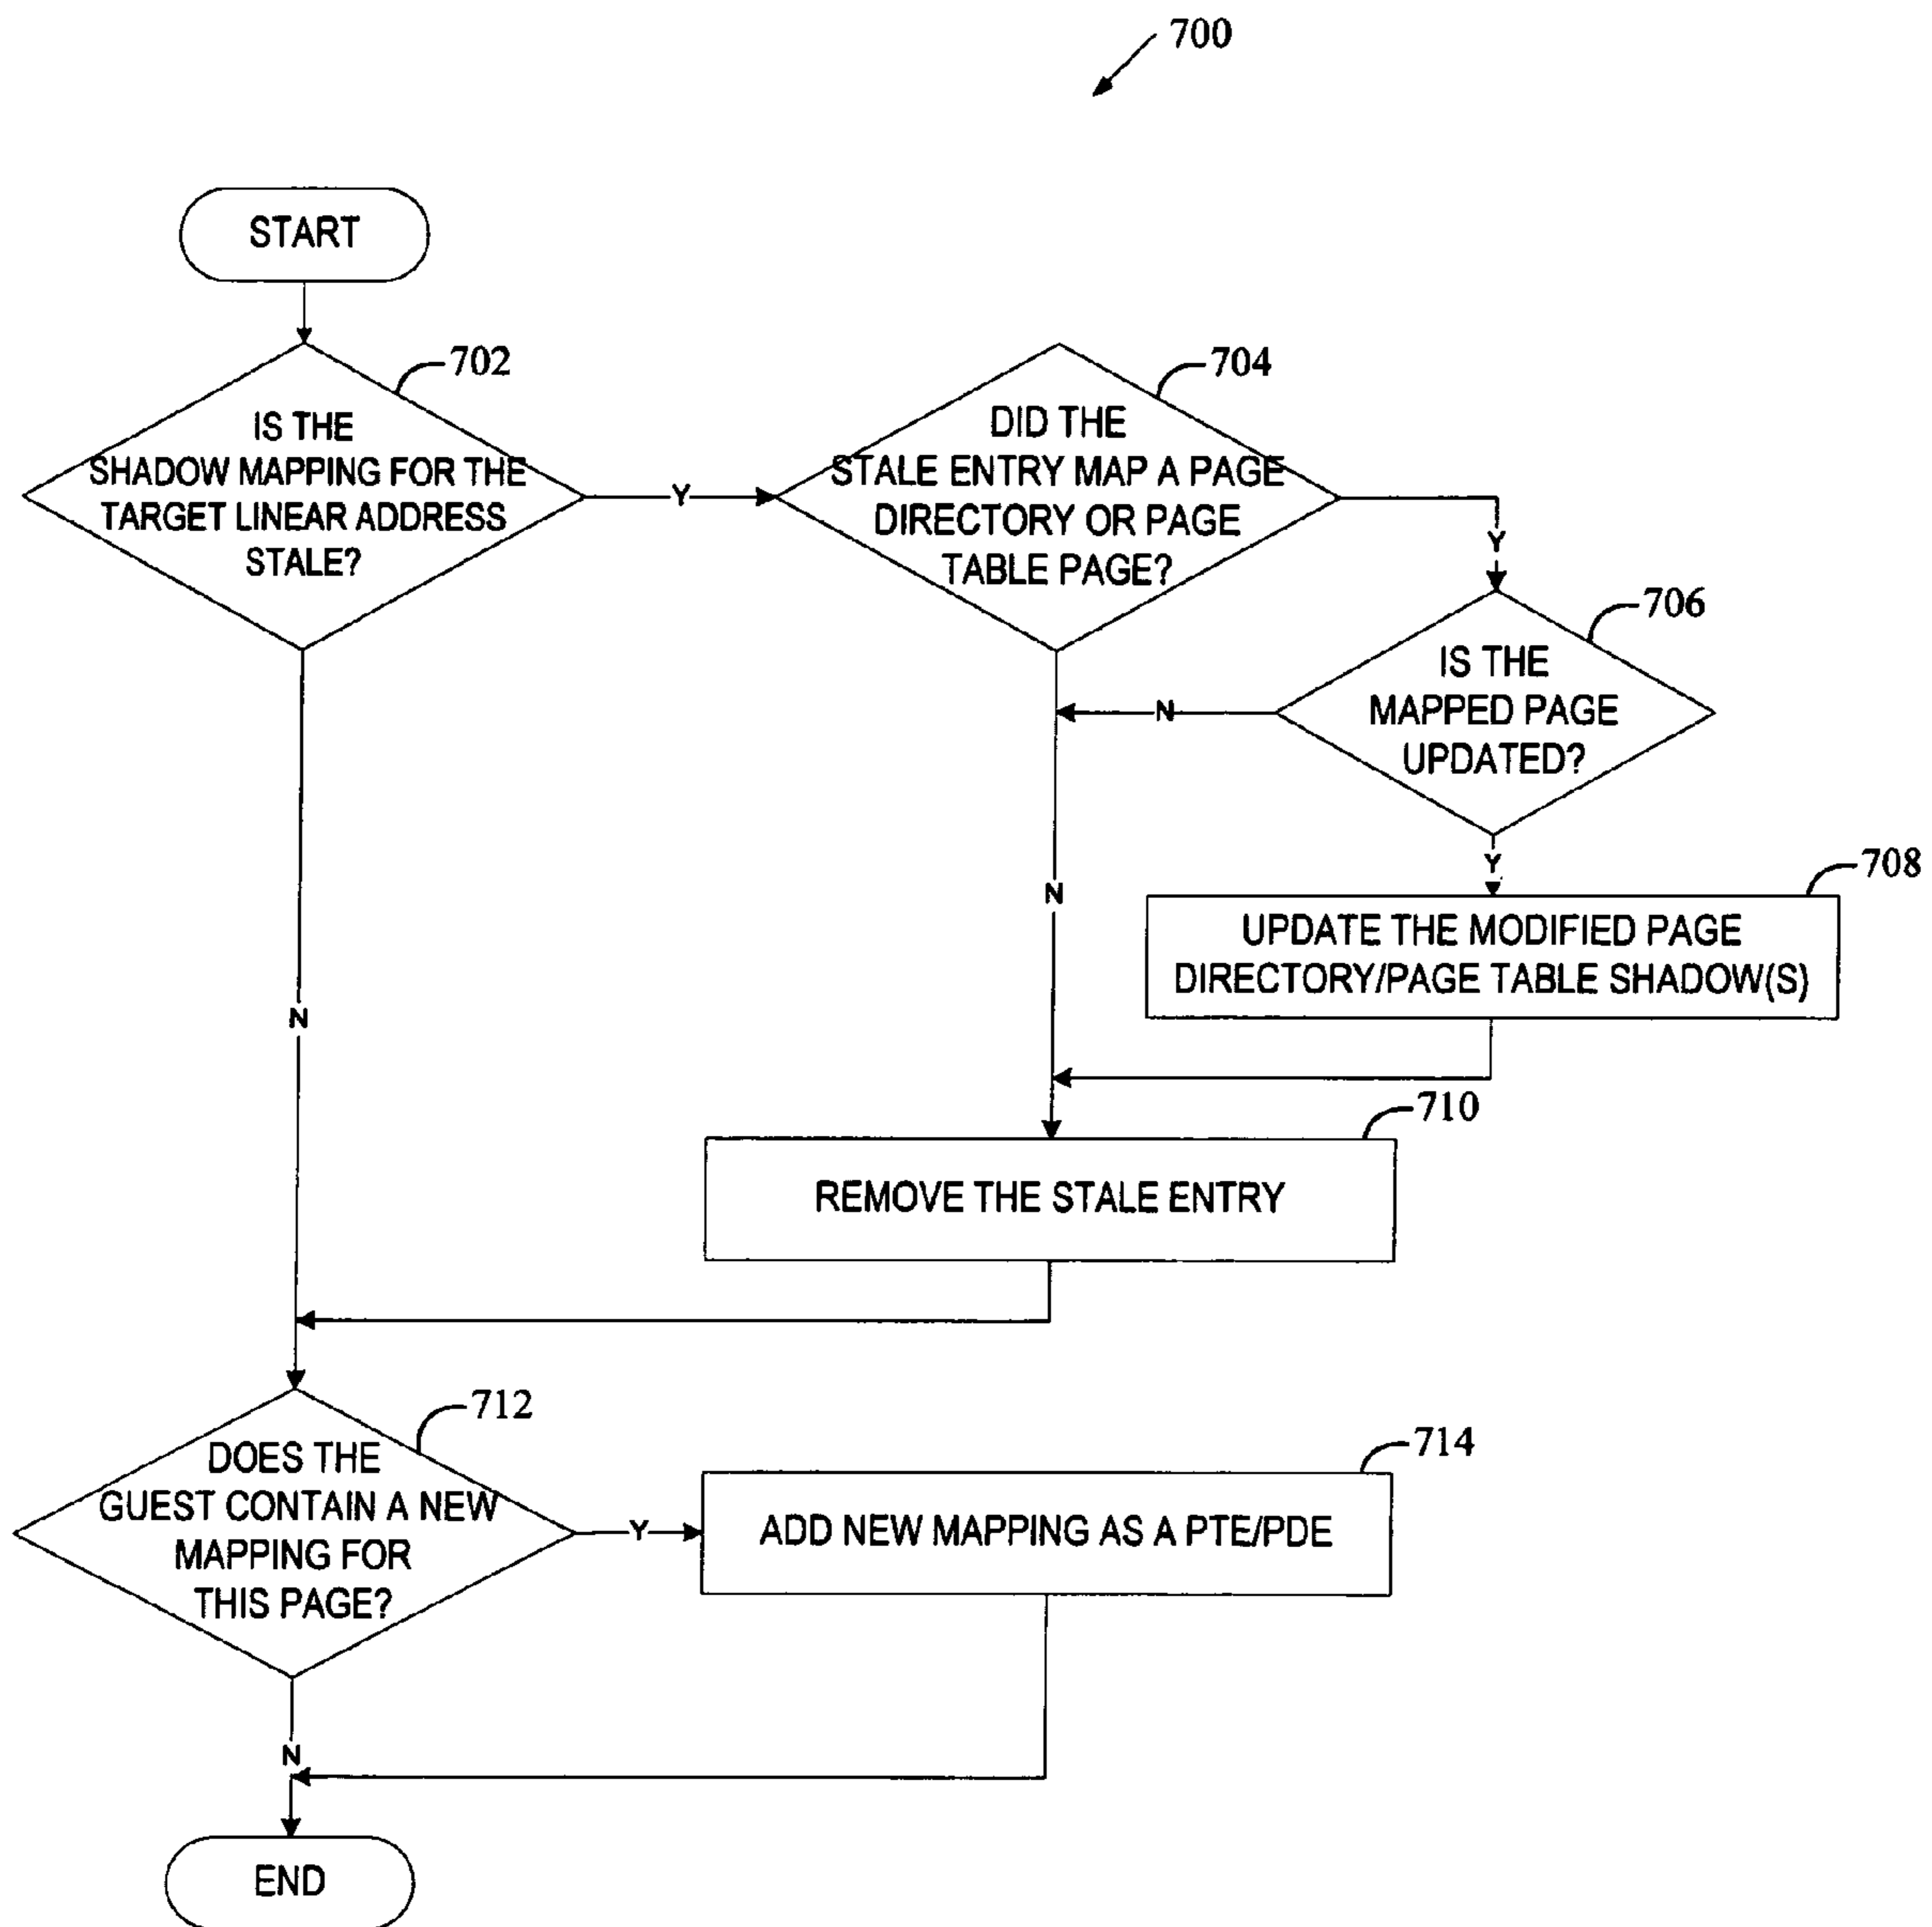 700
START
702
IS THE
SHADOW MAPPING FOR THE
TARGET LINEAR ADDRESS
STALE?
Y
704
DID THE
STALE ENTRY MAP A PAGE
DIRECTORY OR PAGE
TABLE PAGE?
Y
706
IS THE
MAPPED PAGE
UPDATED?
N
Y
N
708
UPDATE THE MODIFIED PAGE
DIRECTORY/PAGE TABLE SHADOW(S)
N
710
REMOVE THE STALE ENTRY
712
DOES THE
GUEST CONTAIN A NEW
MAPPING FOR
THIS PAGE?
Y
714
ADD NEW MAPPING AS A PTE/PDE
N
END